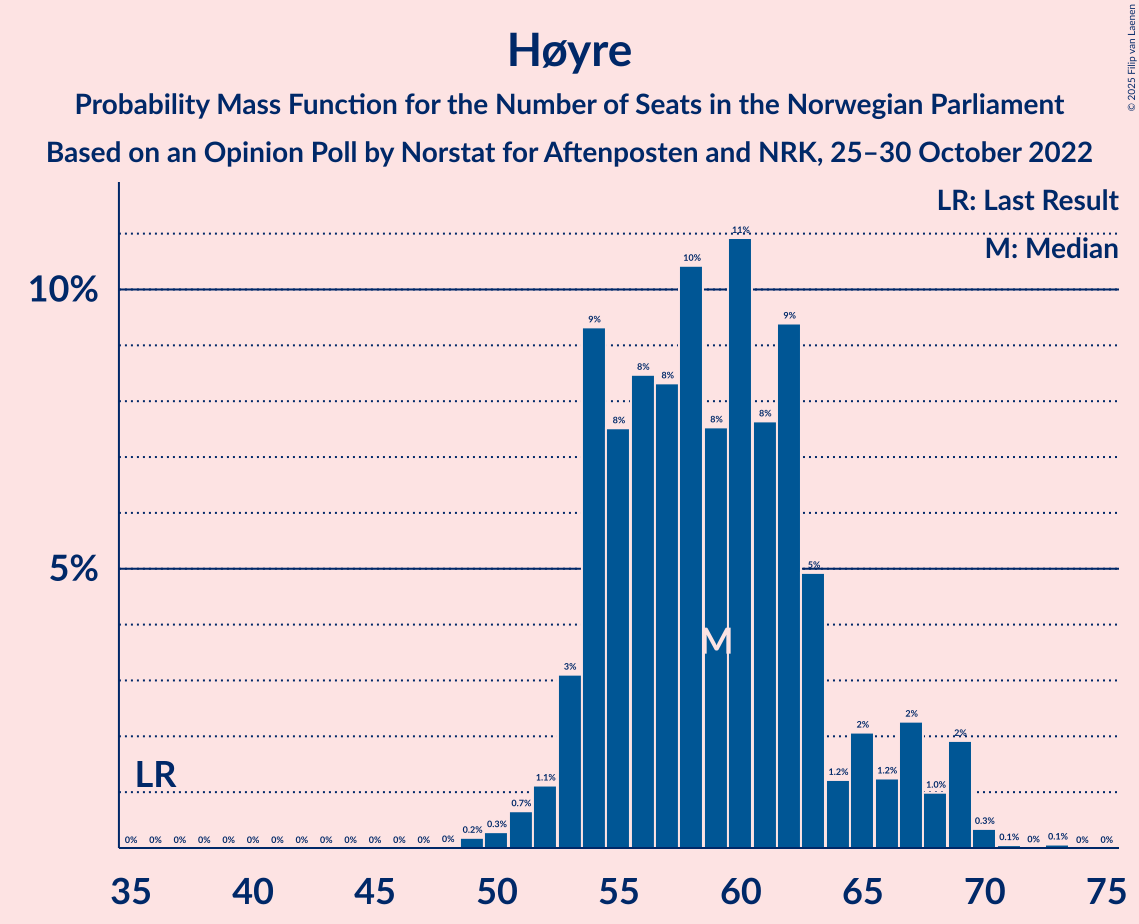 © 2025 Filip van Laenen
Høyre
Probability Mass Function for the Number of Seats in the Norwegian Parliament
Based on an Opinion Poll by Norstat for Aftenposten and NRK, 25–30 October 2022
LR: Last Result
M: Median
10%
5%
LR
M
0% 0% 0% 0% 0% 0% 0% 0% 0% 0% 0% 0% 0% 0% 0.2% 0.3% 0.7% 1.1% 3% 9% 8% 8% 8% 10% 8% 11% 8% 9% 5% 1.2% 2% 1.2% 2% 1.0% 2% 0.3% 0.1% 0% 0.1% 0% 0%
35 40 45 50 55 60 65 70 75